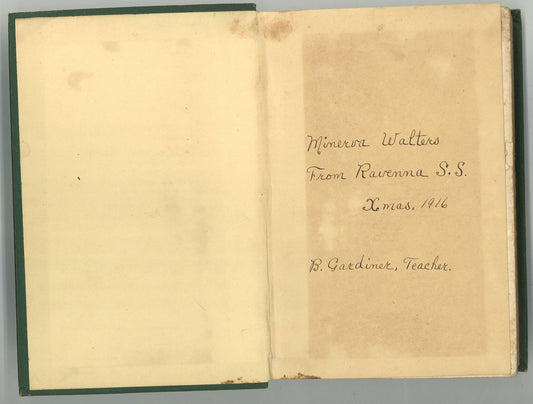 Minerva Walters
From Ravenna S.S.
Xmas. 1916
B. Gardiner, Teacher.